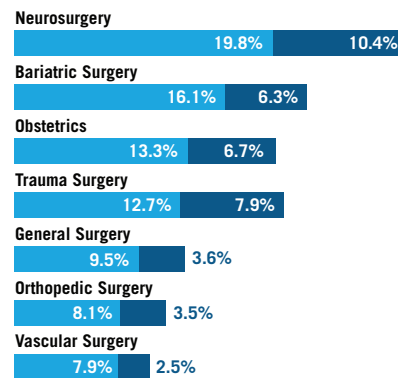 Neurosurgery
19.8% 10.4%
Bariatric Surgery
16.1% 6.3%
Obstetrics
13.3% 6.7%
Trauma Surgery
12.7% 7.9%
General Surgery
9.5% 3.6%
Orthopedic Surgery
8.1% 3.5%
Vascular Surgery
7.9% 2.5%